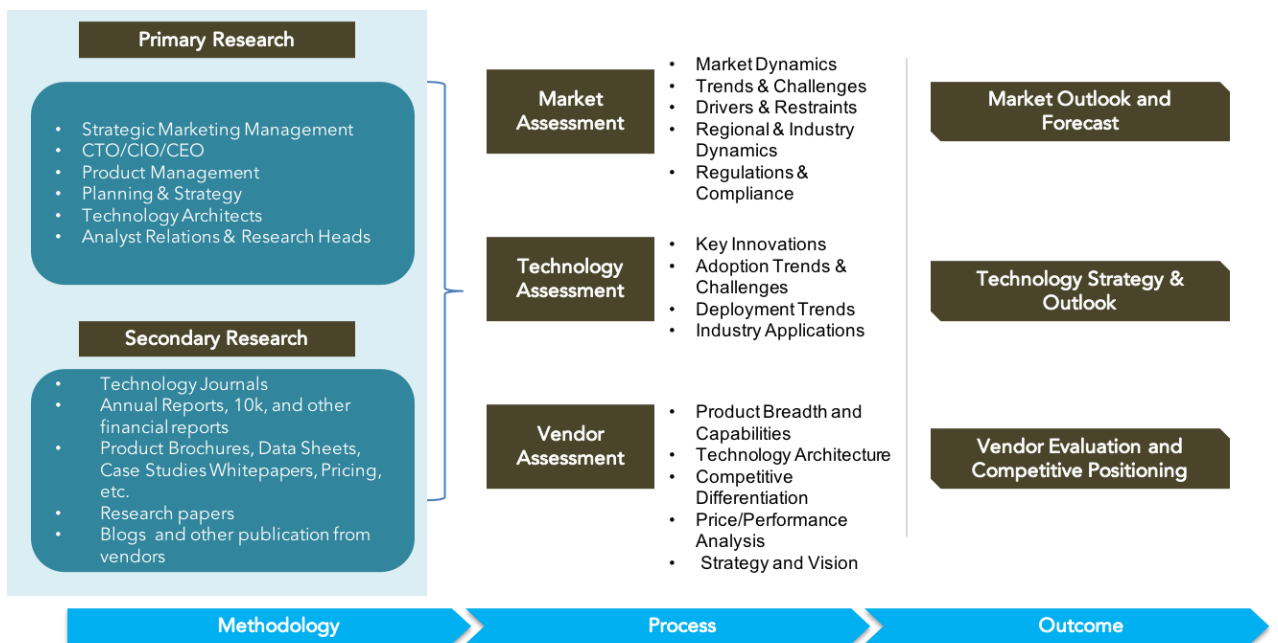 Primary Research
• Strategic Marketing Management
• CTO/CIO/CEO
• Product Management
• Planning & Strategy
• Technology Architects
• Analyst Relations & Research Heads
Secondary Research
• Technology Journals
• Annual Reports, 10k, and other
financial reports
• Product Brochures, Data Sheets,
Case Studies Whitepapers, Pricing,
etc.
• Research papers
• Blogs and other publication from
vendors
Market
Assessment
• Market Dynamics
• Trends & Challenges
• Drivers & Restraints
• Regional & Industry
Dynamics
• Regulations &
Compliance
Technology
Assessment
• Key Innovations
• Adoption Trends &
Challenges
• Deployment Trends
• Industry Applications
Vendor
Assessment
• Product Breadth and
Capabilities
• Technology Architecture
• Competitive
Differentiation
• Price/Performance
Analysis
• Strategy and Vision
Market Outlook and
Forecast
Technology Strategy &
Outlook
Vendor Evaluation and
Competitive Positioning
Methodology
Process
Outcome